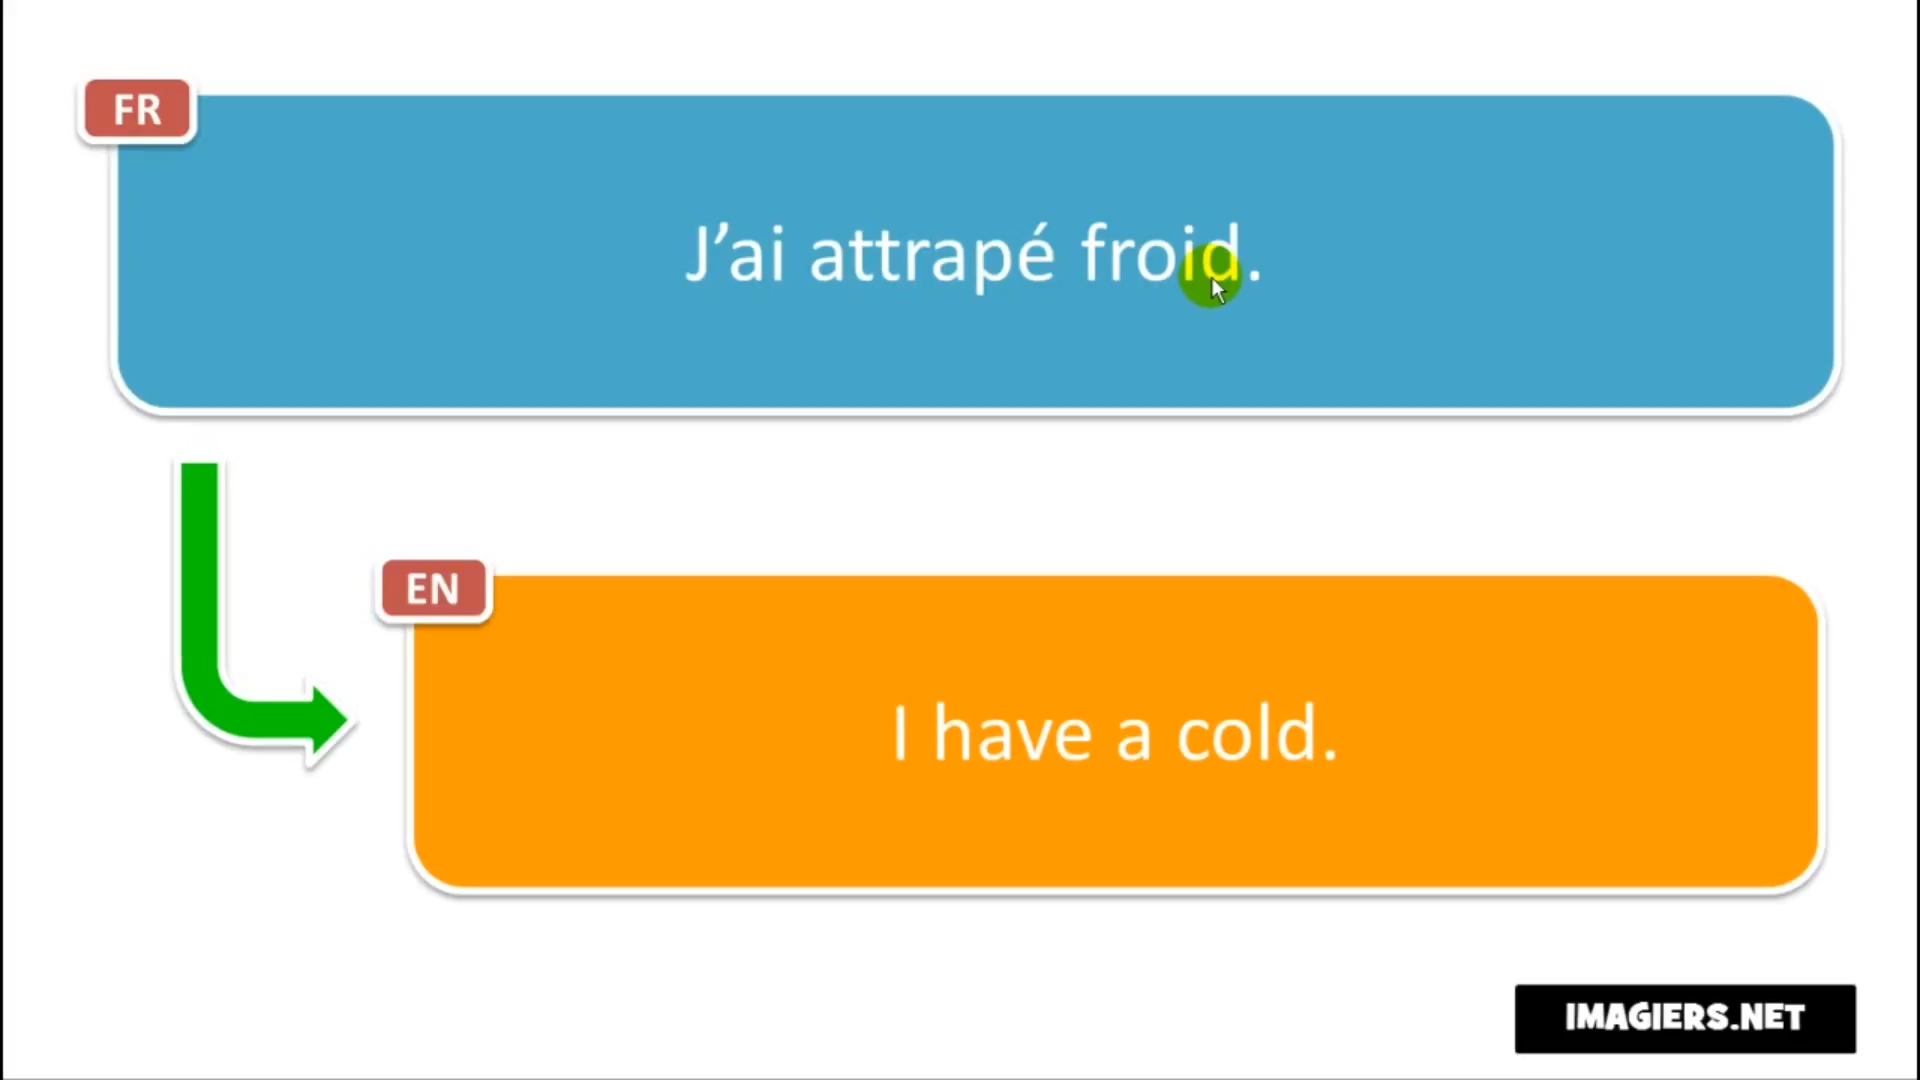 FR
J’ai attrapé froid.
EN
I have a cold.
IMAGIERS.NET